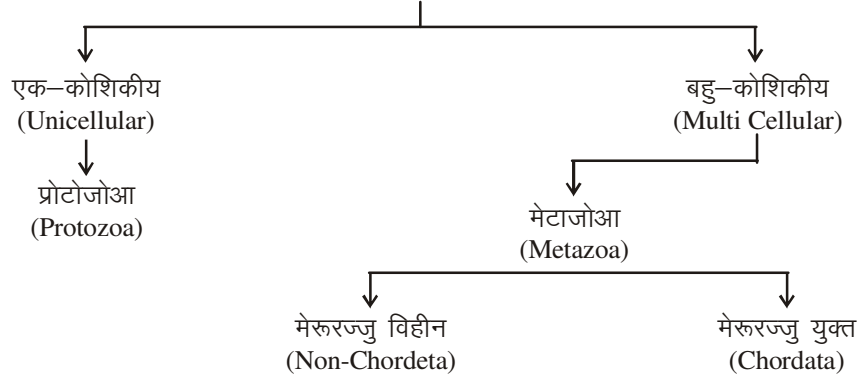 एक–कोशिकीय
(Unicellular)
बहु–कोशिकीय
(Multi Cellular)
प्रोटोजोआ
(Protozoa)
मेटाजोआ
(Metazoa)
मेरूरज्जु विहीन
(Non-Chordeta)
मेरूरज्जु युक्त
(Chordata)